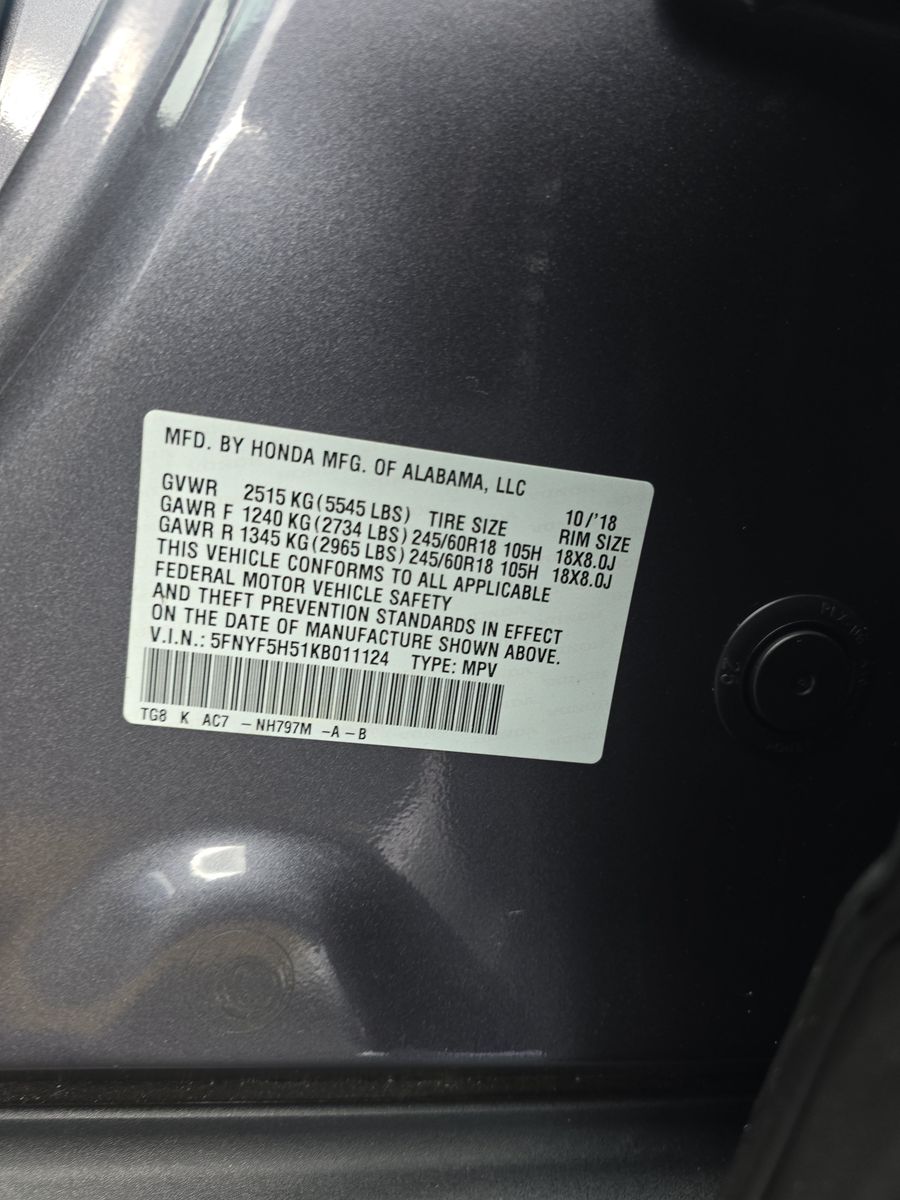 MFD. BY HONDA MFG. OF ALABAMA, LLC
10/'18
GVWR 2515 KG (5545 LBS) TIRE SIZE RIM SIZE
GAWR F 1240 KG (2734 LBS) 245/60R18 105H 18X8.0J
GAWR R 1345 KG (2965 LBS) 245/60R18 105H 18X8.0J
THIS VEHICLE CONFORMS TO ALL APPLICABLE
FEDERAL MOTOR VEHICLE SAFETY
AND THEFT PREVENTION STANDARDS IN EFFECT
ON THE DATE OF MANUFACTURE SHOWN ABOVE.
V.I.N.: 5FNYF5H51KB011124 TYPE: MPV
TG8 K AC7 -NH797M -A-B